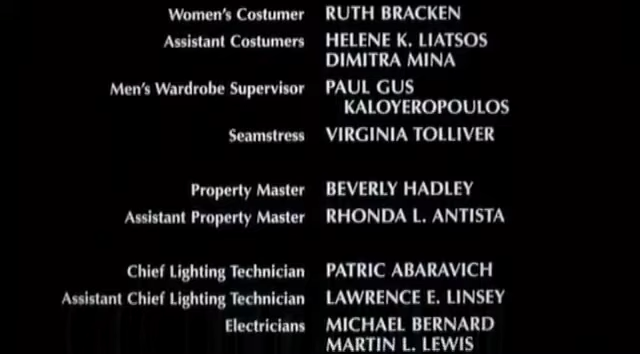 Women's Costumer RUTH BRACKEN
Assistant Costumers HELENE K. LIATSOS
DIMITRA MINA
Men's Wardrobe Supervisor PAUL GUS
KALOYEROPOULOS
Seamstress VIRGINIA TOLLIVER
Property Master BEVERLY HADLEY
Assistant Property Master RHONDA L. ANTISTA
Chief Lighting Technician PATRIC ABARAVICH
Assistant Chief Lighting Technician LAWRENCE E. LINSEY
Electricians MICHAEL BERNARD
MARTIN L. LEWIS